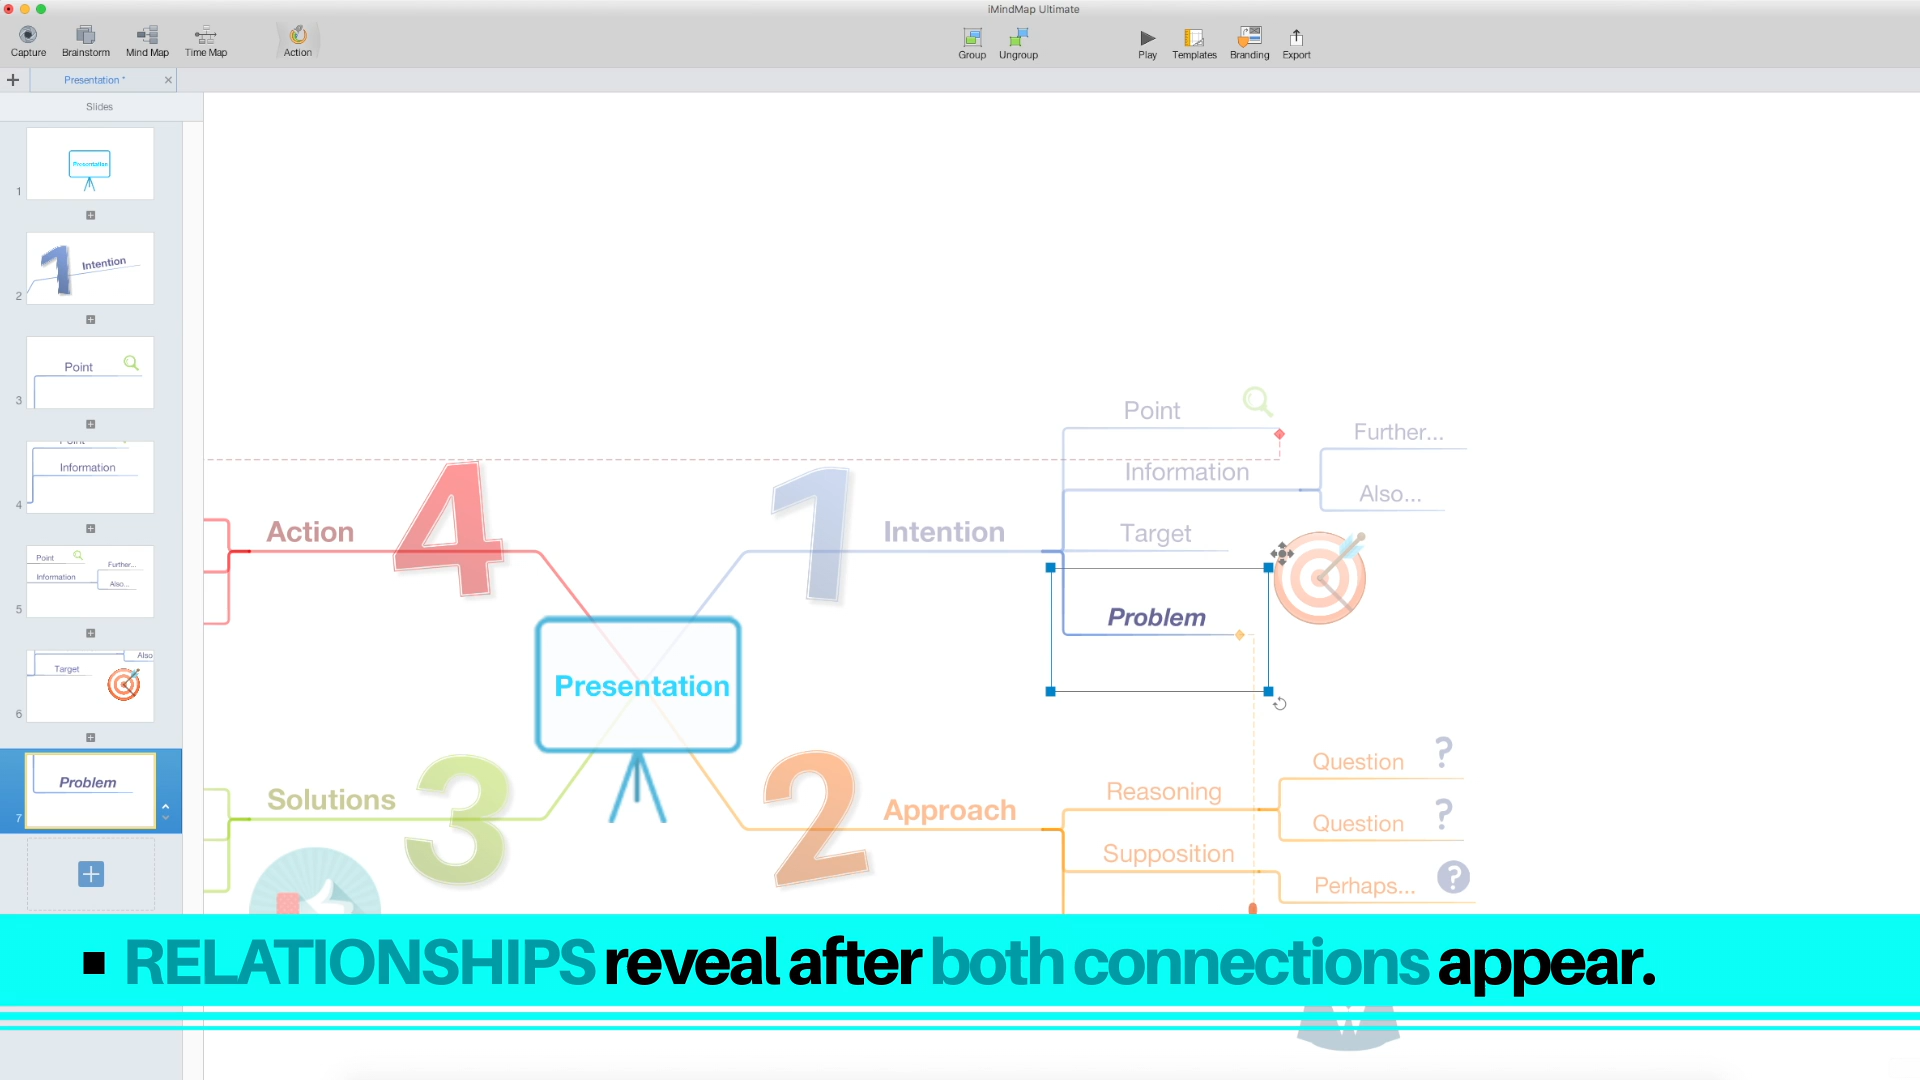 iMindMap Ultimate
Capture
Brainstorm
Mind Map
Time Map
Action
Group
Ungroup
Play
Templates
Branding
Export
Presentation *
Slides
Presentation
1
1 Intention
2
Point
3
Point
Information
4
Point
Further...
Information
Also...
5
Also
Target
6
Problem
7
Point
Further...
Information
Also...
Action
4
1
Intention
Target
Problem
Presentation
Solutions
3
2
Approach
Reasoning
Question ?
Question ?
Supposition
Perhaps... ?
▪ RELATIONSHIPS reveal after both connections appear.